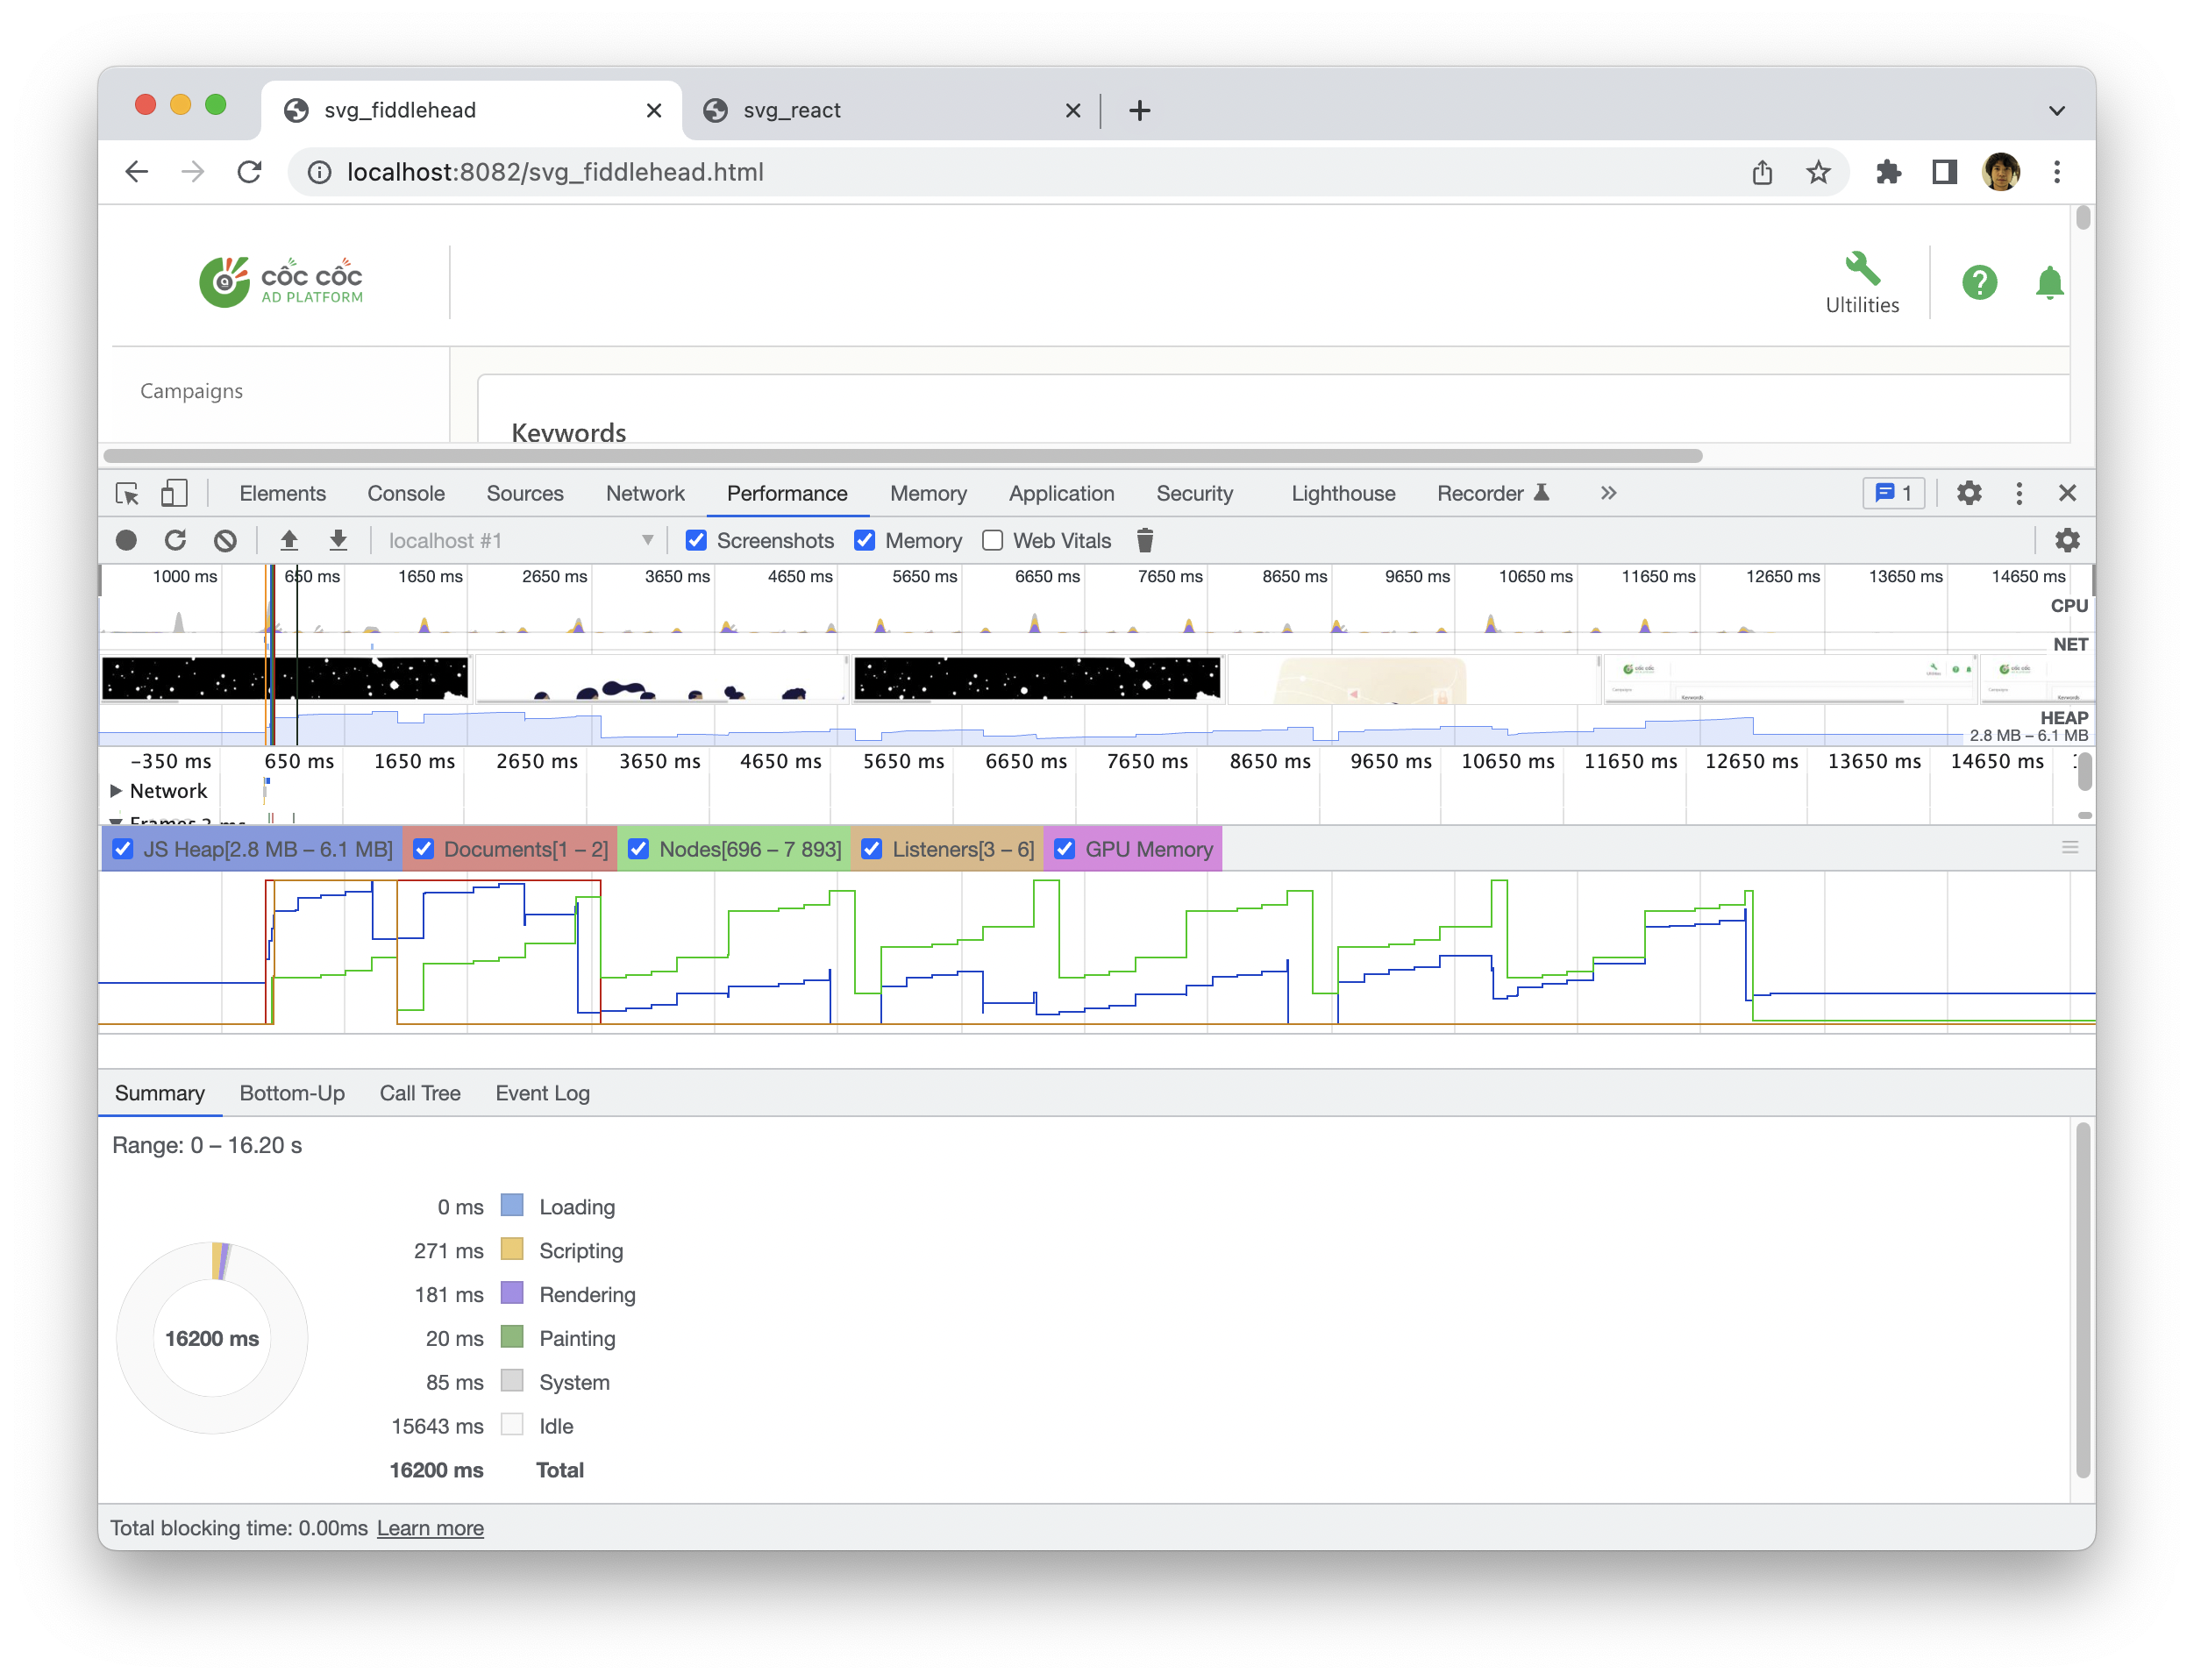 svg_fiddlehead
svg_react
localhost:8082/svg_fiddlehead.html
cốc cốc
AD PLATFORM
Ultilities
Campaigns
Keywords
Elements Console Sources Network Performance Memory Application Security Lighthouse Recorder 1
localhost #1 Screenshots Memory Web Vitals
1000 ms 650 ms 1650 ms 2650 ms 3650 ms 4650 ms 5650 ms 6650 ms 7650 ms 8650 ms 9650 ms 10650 ms 11650 ms 12650 ms 13650 ms 14650 ms
CPU
NET
HEAP
2.8 MB – 6.1 MB
-350 ms 650 ms 1650 ms 2650 ms 3650 ms 4650 ms 5650 ms 6650 ms 7650 ms 8650 ms 9650 ms 10650 ms 11650 ms 12650 ms 13650 ms 14650 ms
Network
Frames
JS Heap[2.8 MB – 6.1 MB] Documents[1 – 2] Nodes[696 – 7 893] Listeners[3 – 6] GPU Memory
Summary Bottom-Up Call Tree Event Log
Range: 0 – 16.20 s
0 ms Loading
271 ms Scripting
181 ms Rendering
16200 ms
20 ms Painting
85 ms System
15643 ms Idle
16200 ms Total
Total blocking time: 0.00ms Learn more